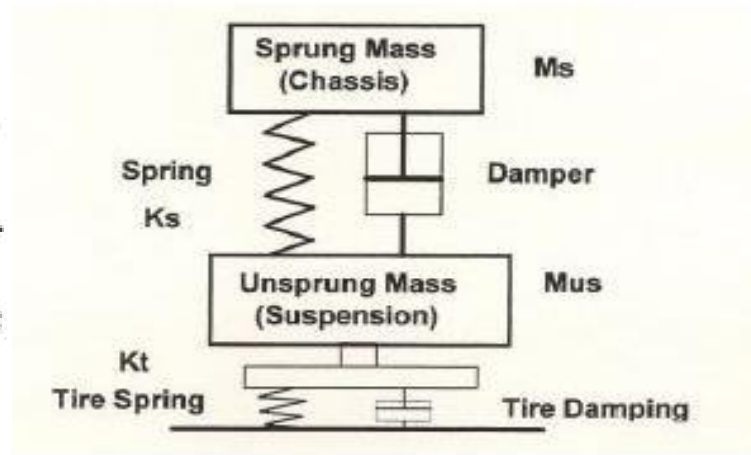 Sprung Mass
(Chassis)
Ms
Spring
Ks
Damper
Unsprung Mass
(Suspension)
Mus
Kt
Tire Spring
Tire Damping